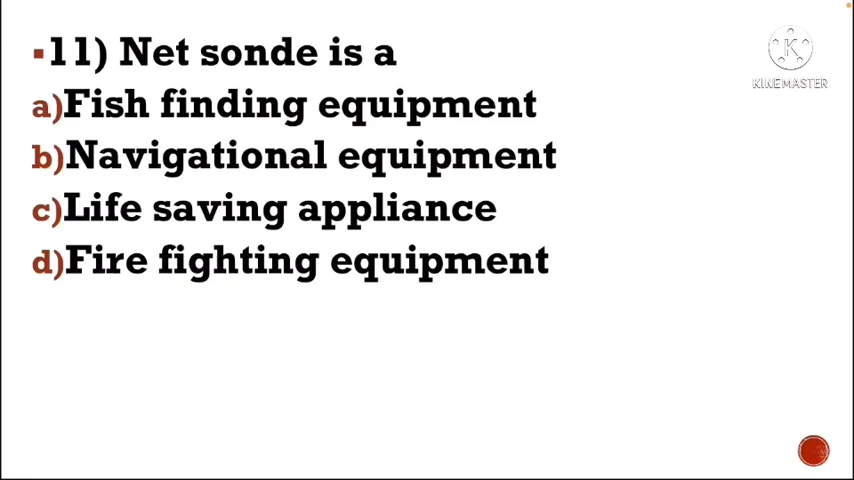 ▪11) Net sonde is a
a)Fish finding equipment
b)Navigational equipment
c)Life saving appliance
d)Fire fighting equipment
K
KINEMASTER